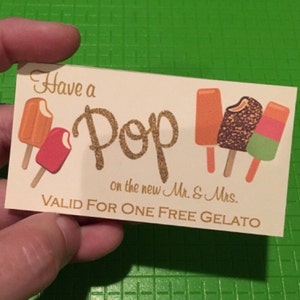 Have a
Pop
on the new Mr. & Mrs.
VALID FOR ONE FREE GELATO